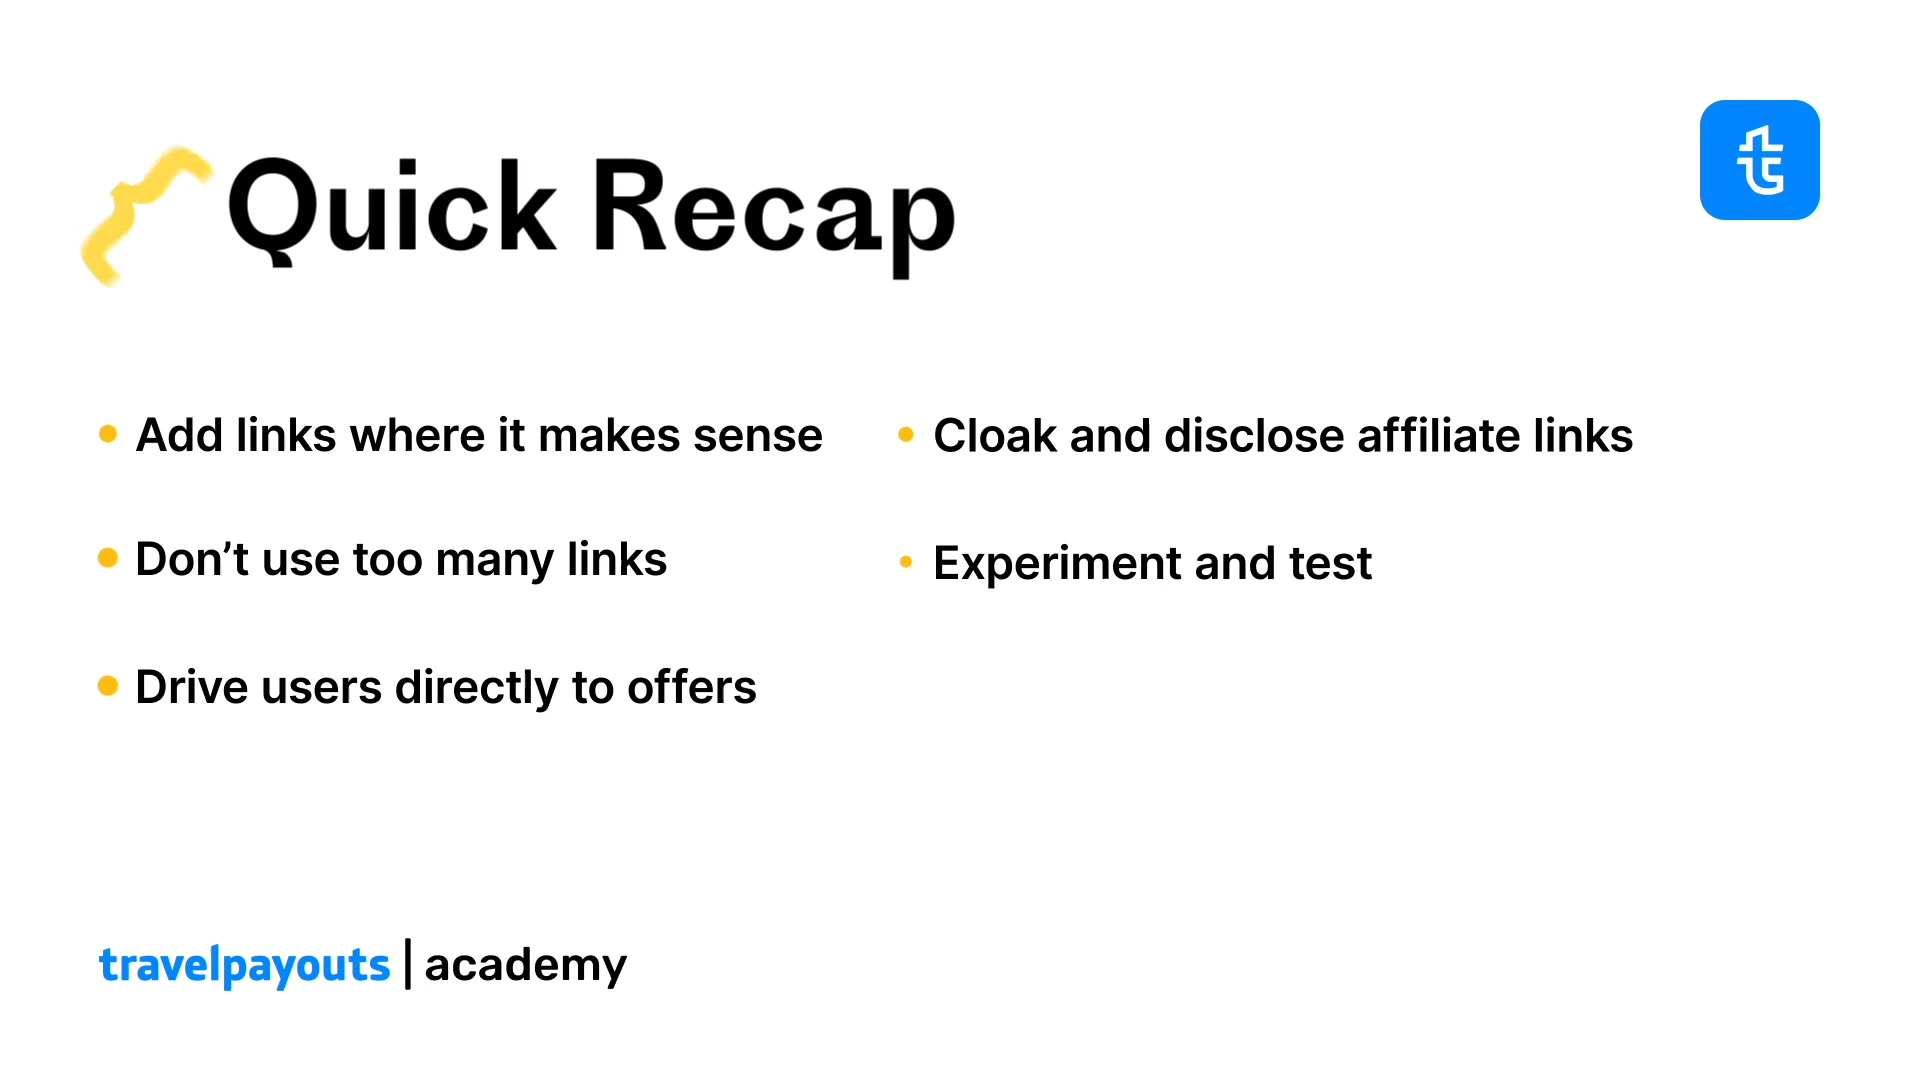 Quick Recap
• Add links where it makes sense
• Don’t use too many links
• Drive users directly to offers
• Cloak and disclose affiliate links
• Experiment and test
travelpayouts | academy